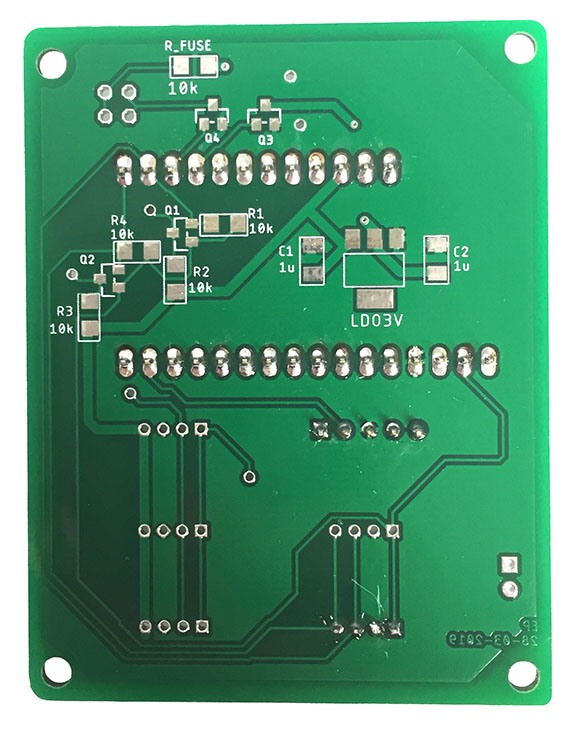 R_FUSE
10k
Q4
Q3
Q1
R1
10k
R4
10k
Q2
R2
10k
C1
1u
C2
1u
R3
10k
LDO3V
EP
28-03-2019